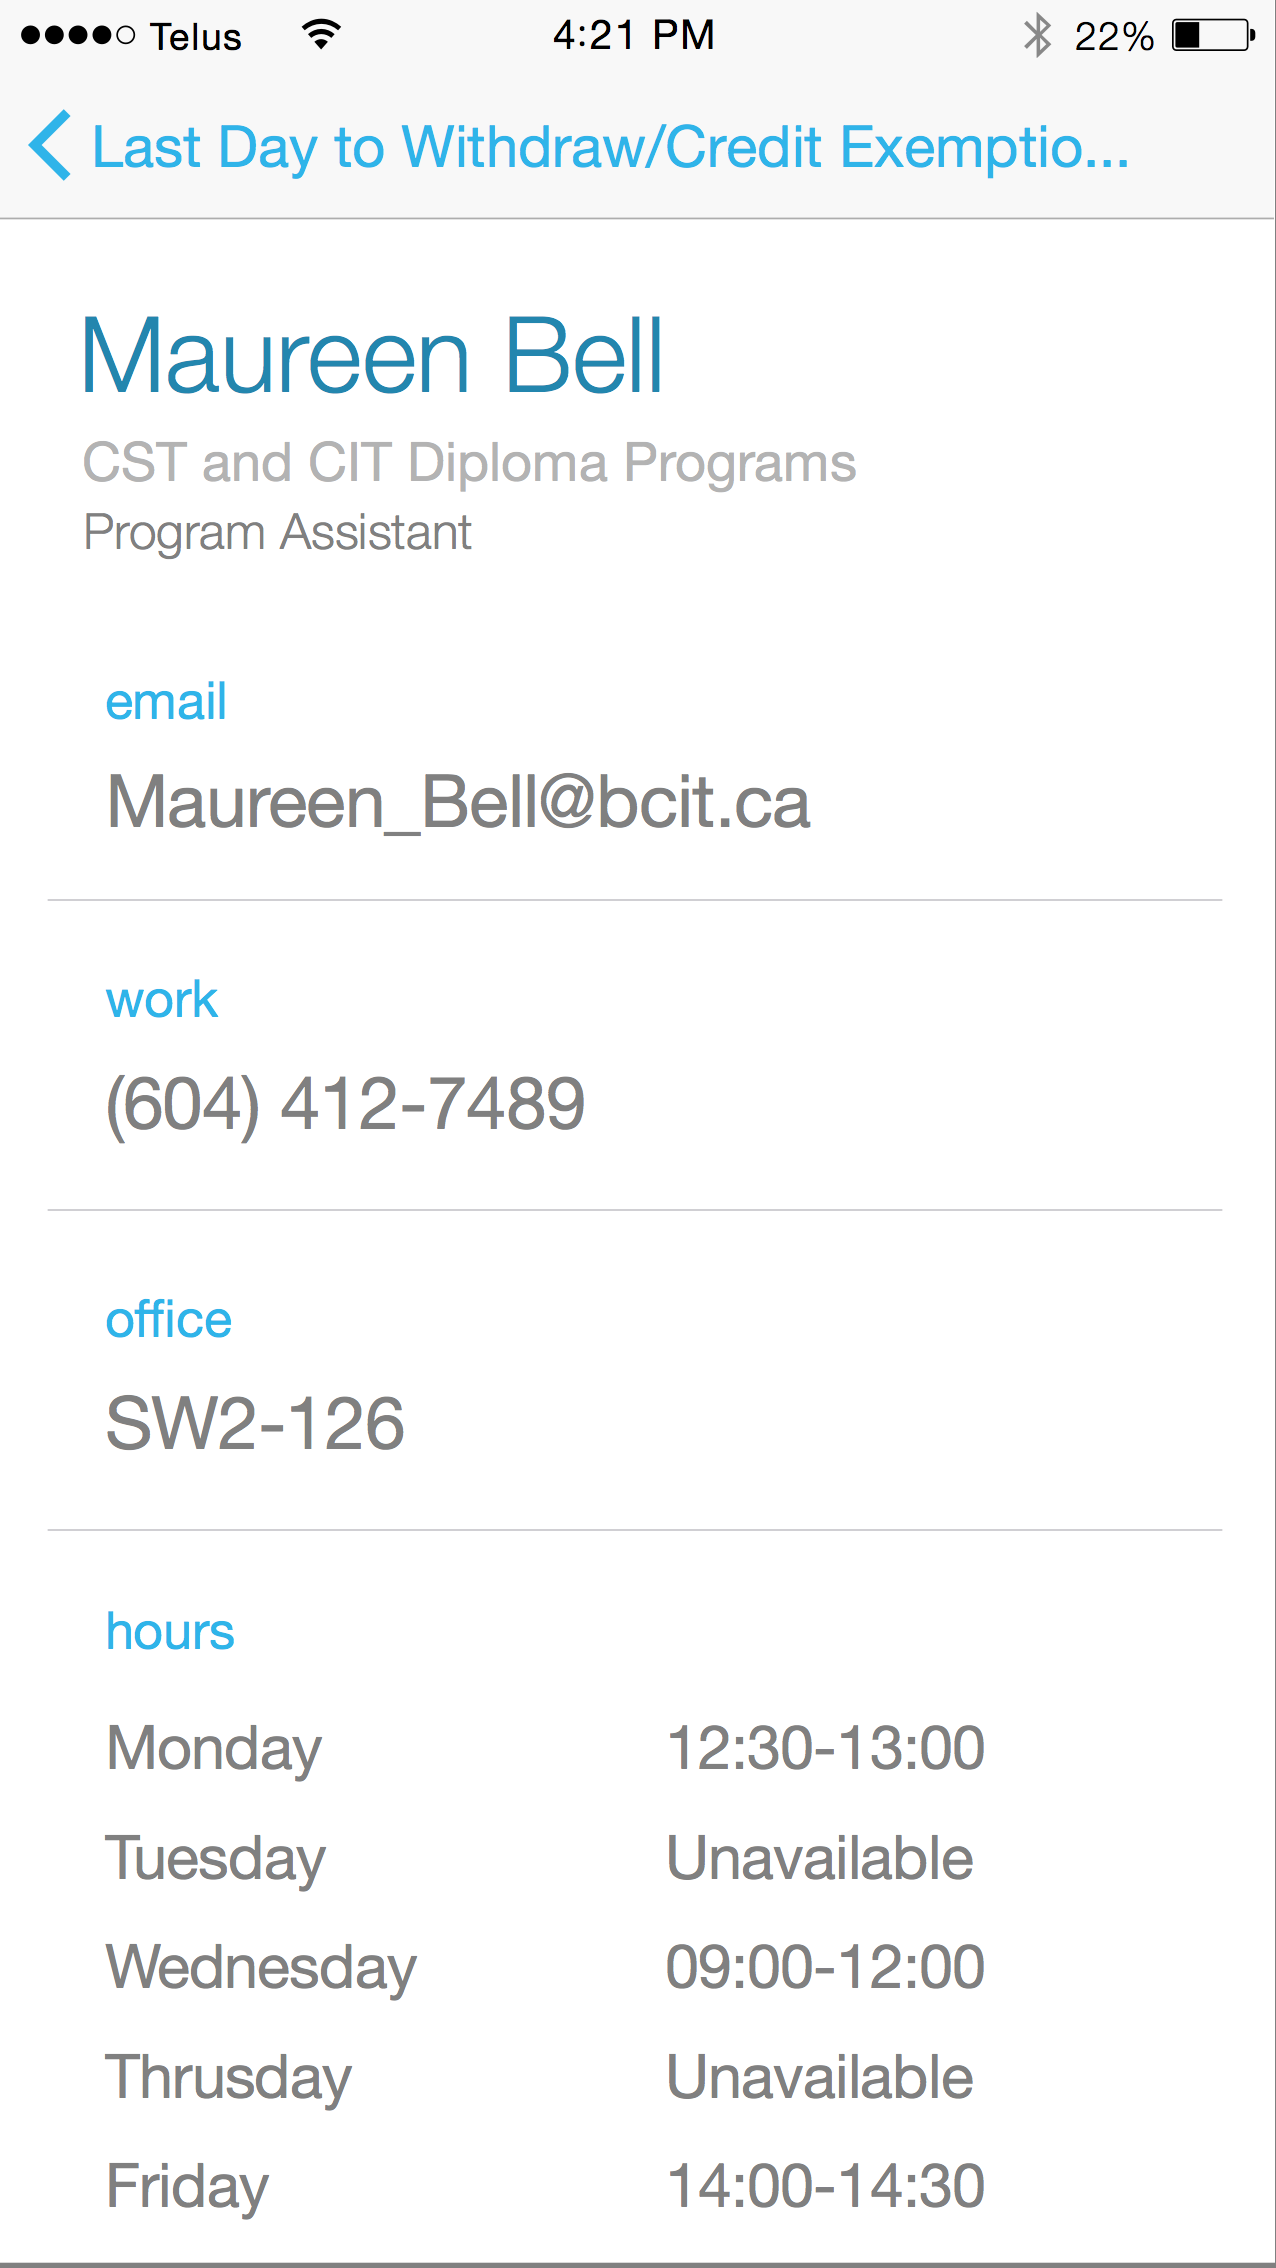 Telus 4:21 PM 22%
Last Day to Withdraw/Credit Exemptio...
Maureen Bell
CST and CIT Diploma Programs
Program Assistant
email
Maureen_Bell@bcit.ca
work
(604) 412-7489
office
SW2-126
hours
Monday 12:30-13:00
Tuesday Unavailable
Wednesday 09:00-12:00
Thrusday Unavailable
Friday 14:00-14:30